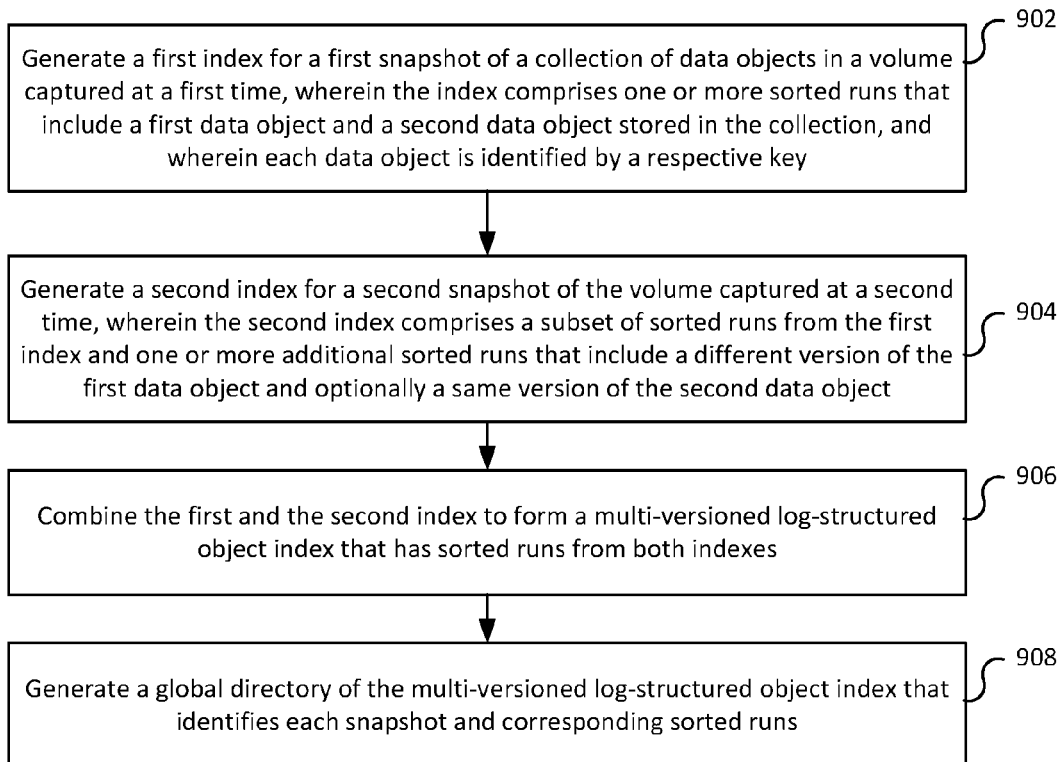 902
Generate a first index for a first snapshot of a collection of data objects in a volume
captured at a first time, wherein the index comprises one or more sorted runs that
include a first data object and a second data object stored in the collection, and
wherein each data object is identified by a respective key
Generate a second index for a second snapshot of the volume captured at a second
time, wherein the second index comprises a subset of sorted runs from the first
904
index and one or more additional sorted runs that include a different version of the
first data object and optionally a same version of the second data object
906
Combine the first and the second index to form a multi-versioned log-structured
object index that has sorted runs from both indexes
908
Generate a global directory of the multi-versioned log-structured object index that
identifies each snapshot and corresponding sorted runs